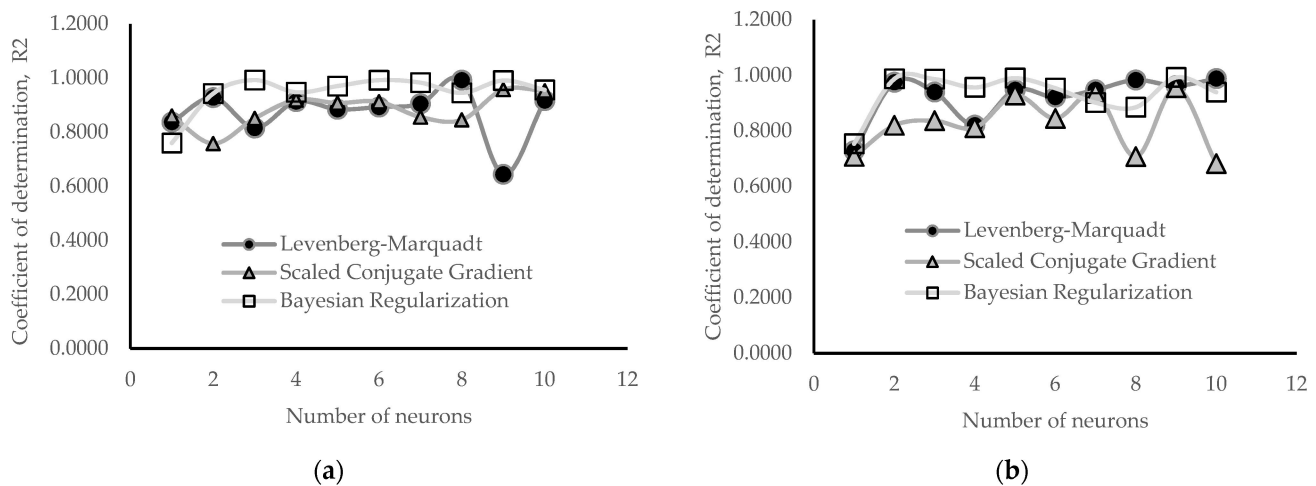 Coefficient of determination, R2
1.2000
1.0000
0.8000
0.6000
0.4000
0.2000
0.0000
Levenberg-Marquadt
Scaled Conjugate Gradient
Bayesian Regularization
0 2 4 6 8 10 12
Number of neurons
(a)
Coefficient of determination, R2
1.2000
1.0000
0.8000
0.6000
0.4000
0.2000
0.0000
Levenberg-Marquadt
Scaled Conjugate Gradient
Bayesian Regularization
0 2 4 6 8 10 12
Number of neurons
(b)